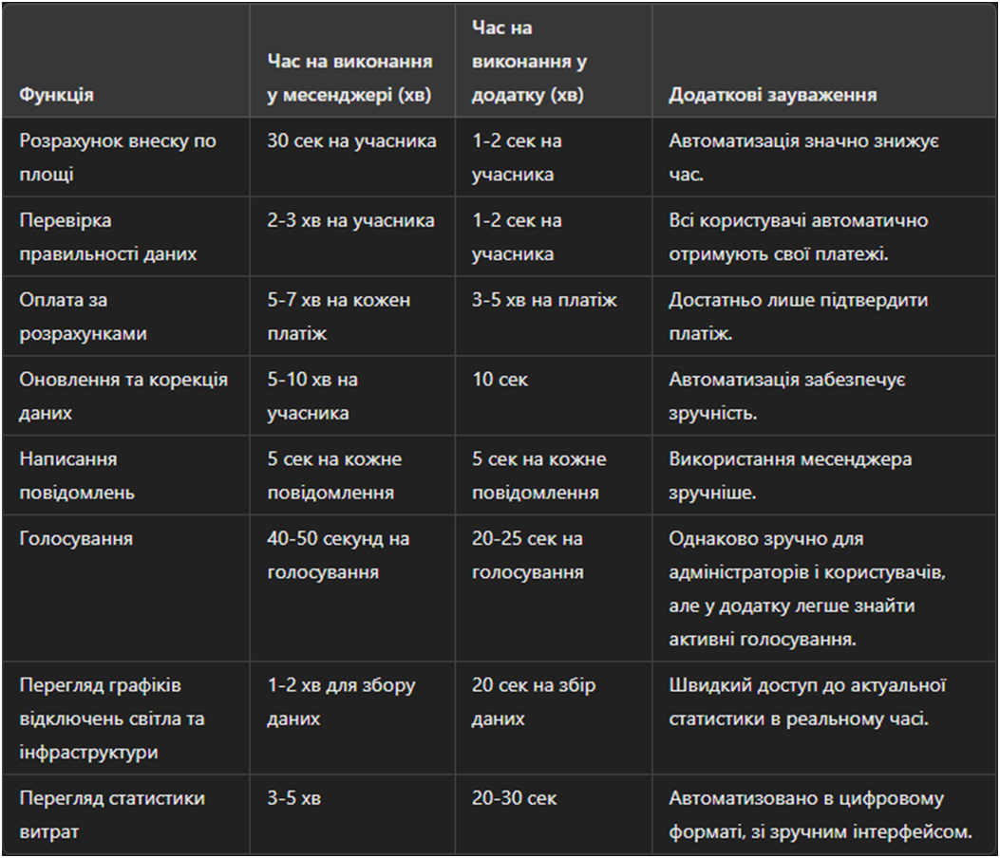 Функція
Час на виконання
у месенджері (хв)
Час на
виконання у
додатку (хв)
Додаткові зауваження
Розрахунок внеску по
площі
30 сек на учасника
1-2 сек на
учасника
Автоматизація значно знижує
час.
Перевірка
правильності даних
2-3 хв на учасника
1-2 сек на
учасника
Всі користувачі автоматично
отримують свої платежі.
Оплата за
розрахунками
5-7 хв на кожен
платіж
3-5 хв на платіж
Достатньо лише підтвердити
платіж.
Оновлення та корекція
даних
5-10 хв на
учасника
10 сек
Автоматизація забезпечує
зручність.
Написання
повідомлень
5 сек на кожне
повідомлення
5 сек на кожне
повідомлення
Використання месенджера
зручніше.
Голосування
40-50 секунд на
голосування
20-25 сек на
голосування
Однаково зручно для
адміністраторів і користувачів,
але у додатку легше знайти
активні голосування.
Перегляд графіків
відключень світла та
інфраструктури
1-2 хв для збору
даних
20 сек на збір
даних
Швидкий доступ до актуальної
статистики в реальному часі.
Перегляд статистики
витрат
3-5 хв
20-30 сек
Автоматизовано в цифровому
форматі, зі зручним інтерфейсом.